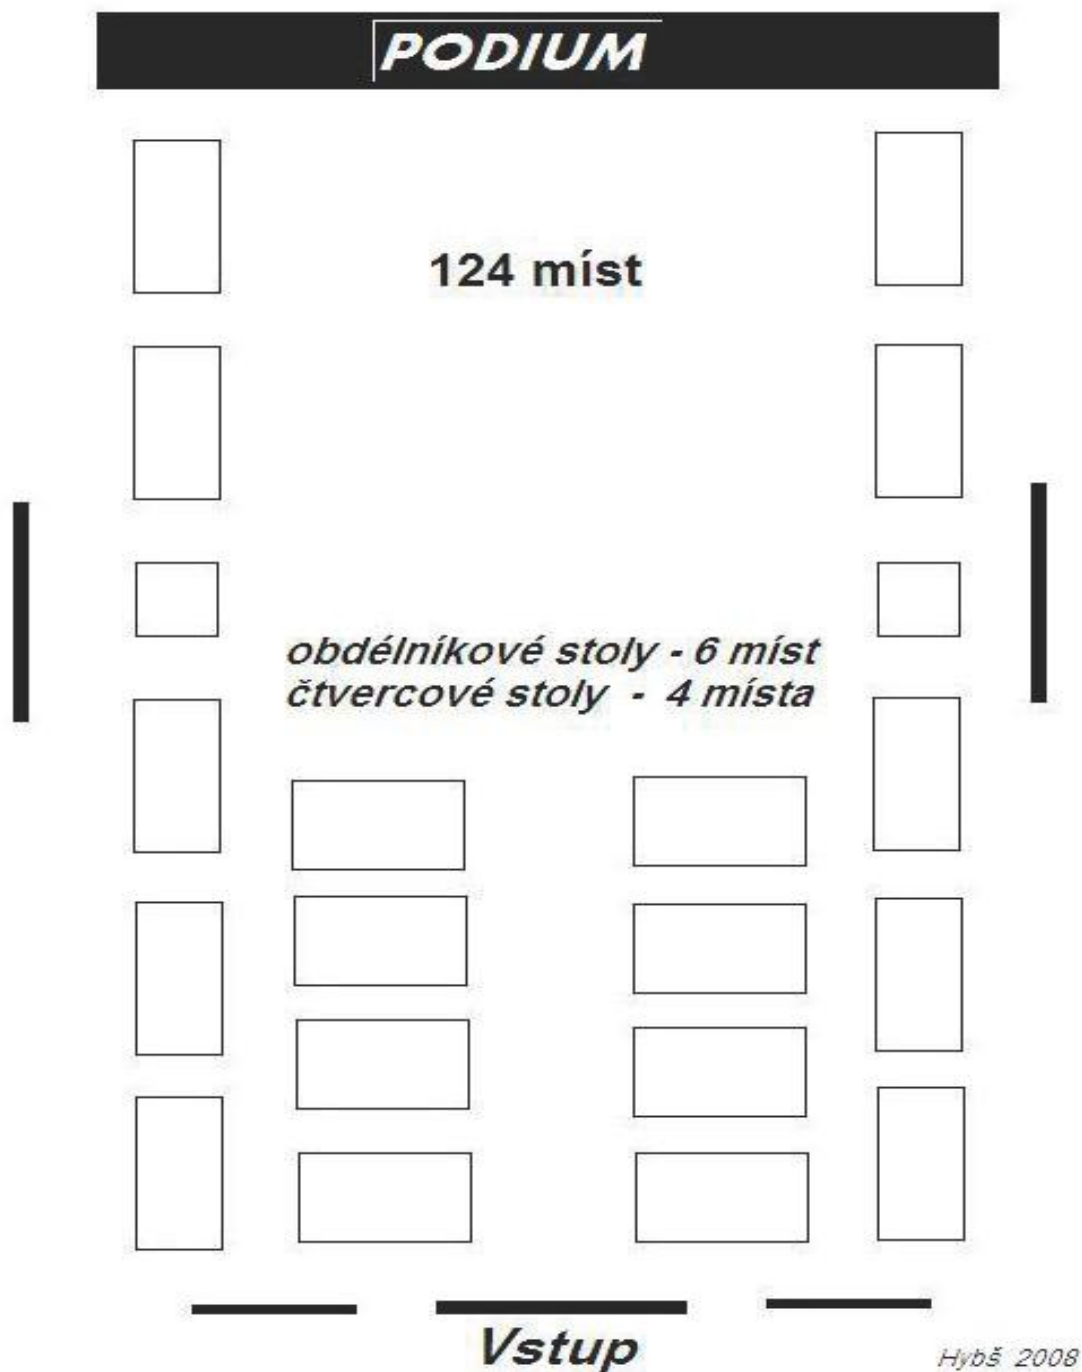 PODIUM
124 míst
obdélníkové stoly - 6 míst
čtvercové stoly - 4 místa
Vstup
Hybš 2008